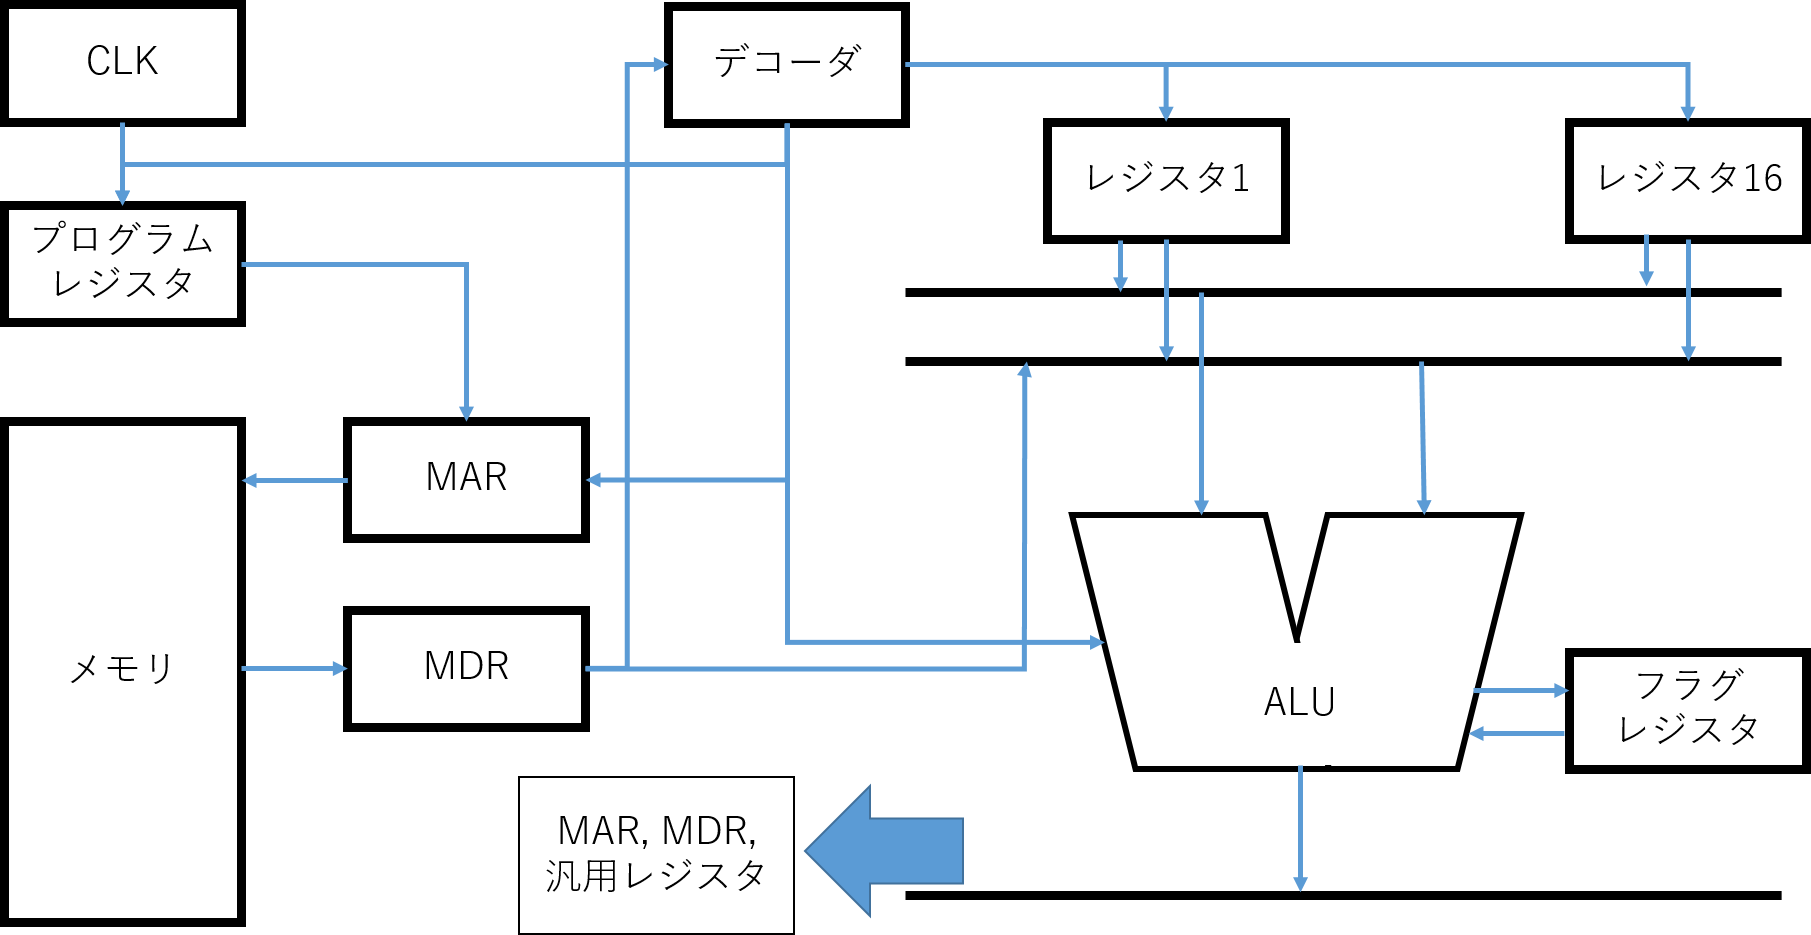 CLK
デコーダ
レジスタ1
レジスタ16
プログラム
レジスタ
MAR
メモリ
MDR
ALU
フラグ
レジスタ
MAR, MDR,
汎用レジスタ